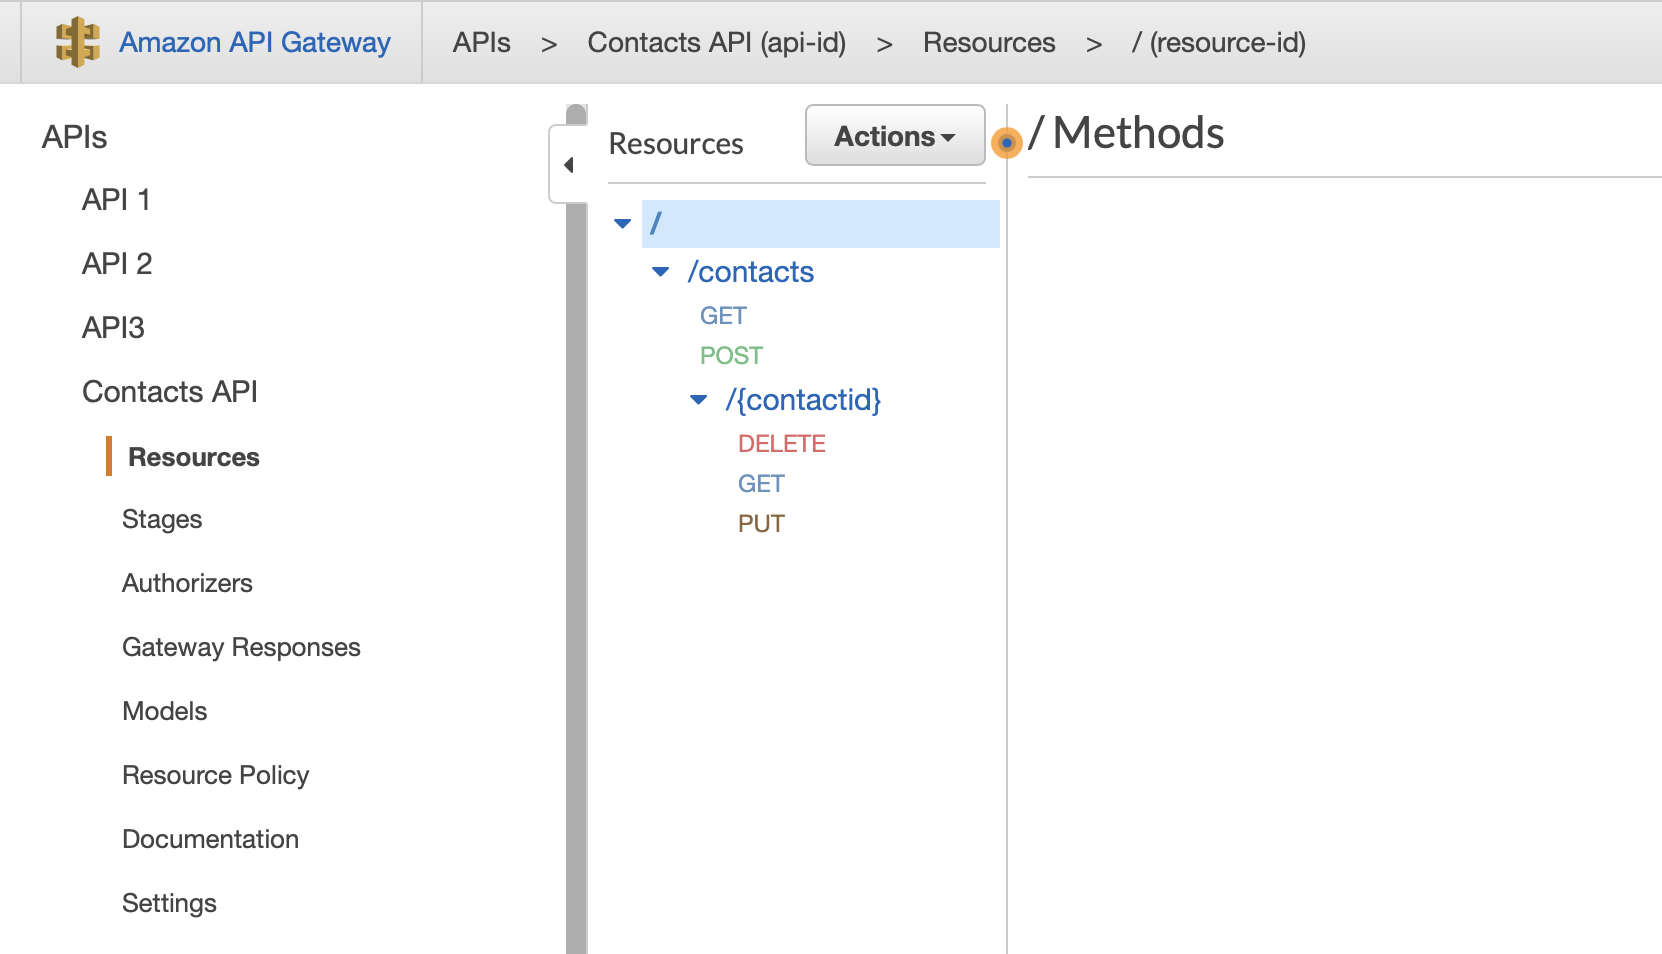 Amazon API Gateway
APIs > Contacts API (api-id) > Resources > / (resource-id)
APIs
API 1
API 2
API3
Contacts API
Resources
Stages
Authorizers
Gateway Responses
Models
Resource Policy
Documentation
Settings
Resources
Actions
/
/contacts
GET
POST
/{contactid}
DELETE
GET
PUT
/ Methods